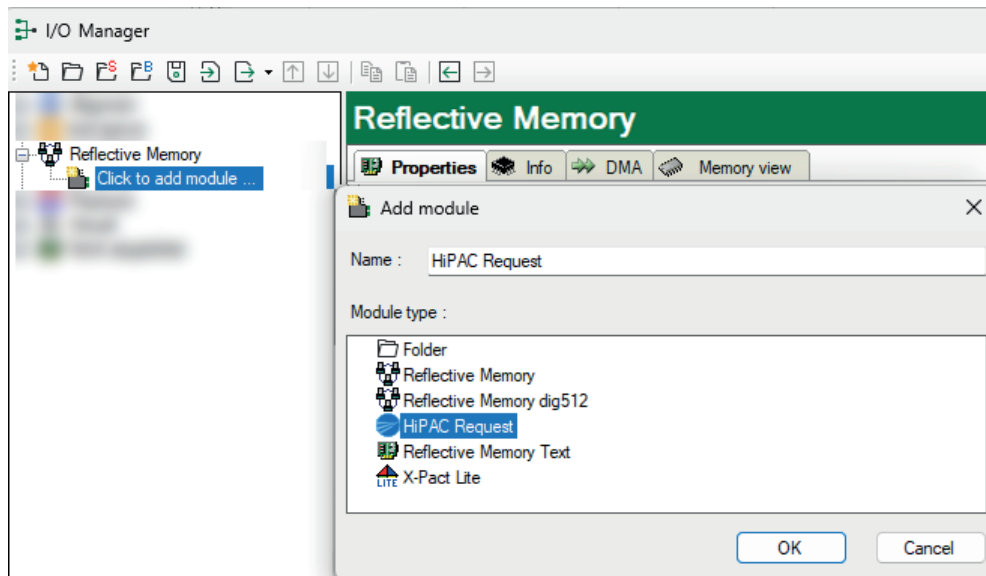 I/O Manager
Reflective Memory
Click to add module ...
Reflective Memory
Properties Info DMA Memory view
Add module
Name : HiPAC Request
Module type :
Folder
Reflective Memory
Reflective Memory dig512
HiPAC Request
Reflective Memory Text
LITE X-Pact Lite
OK Cancel